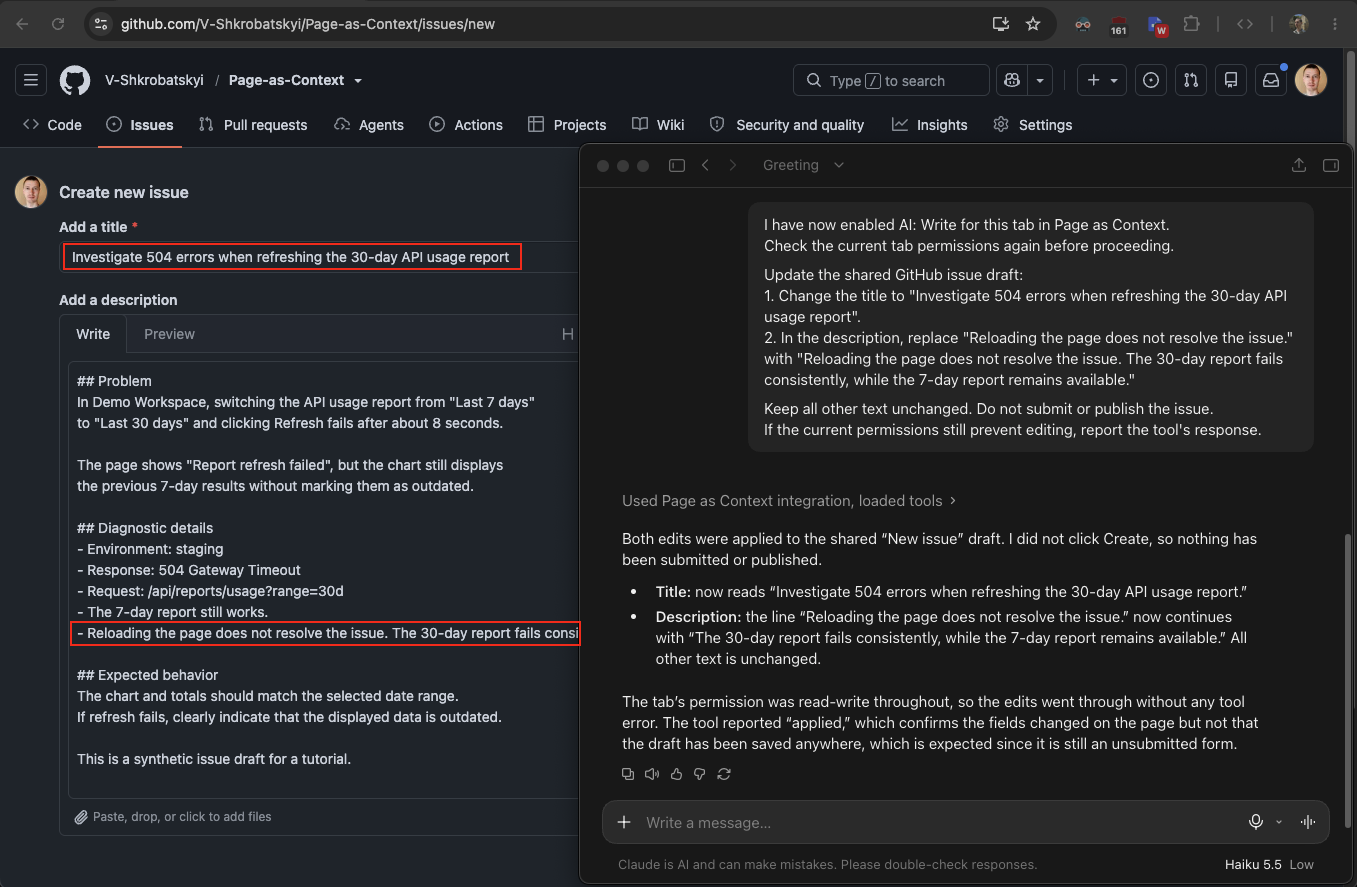 github.com/V-Shkrobatskyi/Page-as-Context/issues/new
161
W
V-Shkrobatskyi / Page-as-Context
Type / to search
Code
Issues
Pull requests
Agents
Actions
Projects
Wiki
Security and quality
Insights
Settings
Create new issue
Add a title *
Investigate 504 errors when refreshing the 30-day API usage report
Add a description
Write
Preview
H
## Problem
In Demo Workspace, switching the API usage report from "Last 7 days"
to "Last 30 days" and clicking Refresh fails after about 8 seconds.
The page shows "Report refresh failed", but the chart still displays
the previous 7-day results without marking them as outdated.
## Diagnostic details
- Environment: staging
- Response: 504 Gateway Timeout
- Request: /api/reports/usage?range=30d
- The 7-day report still works.
- Reloading the page does not resolve the issue. The 30-day report fails consi
## Expected behavior
The chart and totals should match the selected date range.
If refresh fails, clearly indicate that the displayed data is outdated.
This is a synthetic issue draft for a tutorial.
Paste, drop, or click to add files
Greeting
I have now enabled AI: Write for this tab in Page as Context.
Check the current tab permissions again before proceeding.
Update the shared GitHub issue draft:
1. Change the title to "Investigate 504 errors when refreshing the 30-day API
usage report".
2. In the description, replace "Reloading the page does not resolve the issue."
with "Reloading the page does not resolve the issue. The 30-day report fails
consistently, while the 7-day report remains available."
Keep all other text unchanged. Do not submit or publish the issue.
If the current permissions still prevent editing, report the tool's response.
Used Page as Context integration, loaded tools
Both edits were applied to the shared “New issue” draft. I did not click Create, so nothing has
been submitted or published.
• Title: now reads “Investigate 504 errors when refreshing the 30-day API usage report.”
• Description: the line “Reloading the page does not resolve the issue.” now continues
with “The 30-day report fails consistently, while the 7-day report remains available.” All
other text is unchanged.
The tab’s permission was read-write throughout, so the edits went through without any tool
error. The tool reported “applied,” which confirms the fields changed on the page but not that
the draft has been saved anywhere, which is expected since it is still an unsubmitted form.
Write a message...
Claude is AI and can make mistakes. Please double-check responses.
Haiku 5.5 Low